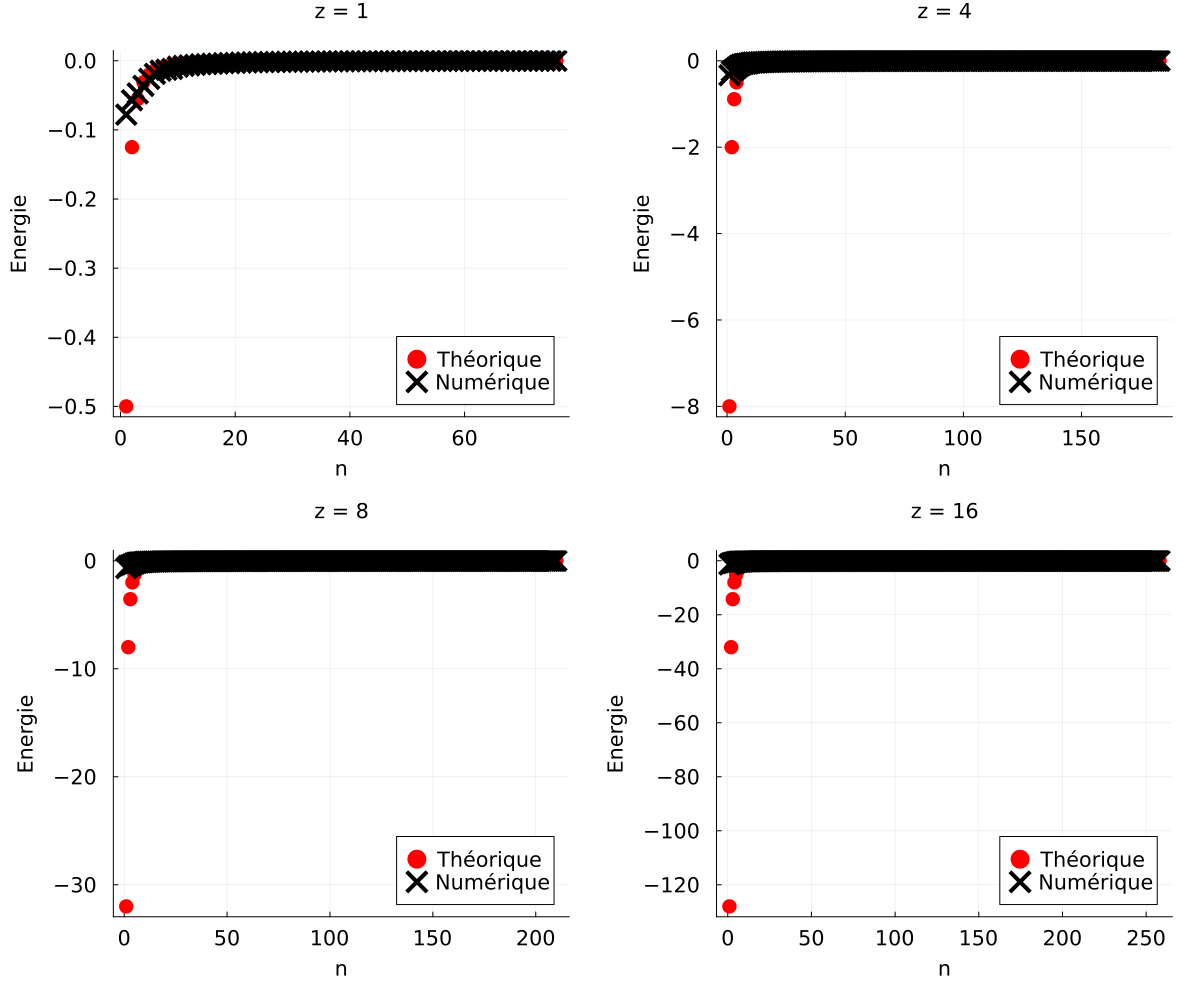 z = 1
0.0
−0.1
−0.2
−0.3
−0.4
−0.5
Energie
0
20
40
60
n
Théorique
Numérique
z = 4
0
−2
−4
−6
−8
Energie
0
50
100
150
n
Théorique
Numérique
z = 8
0
−10
−20
−30
Energie
0
50
100
150
200
n
Théorique
Numérique
z = 16
0
−20
−40
−60
−80
−100
−120
Energie
0
50
100
150
200
250
n
Théorique
Numérique